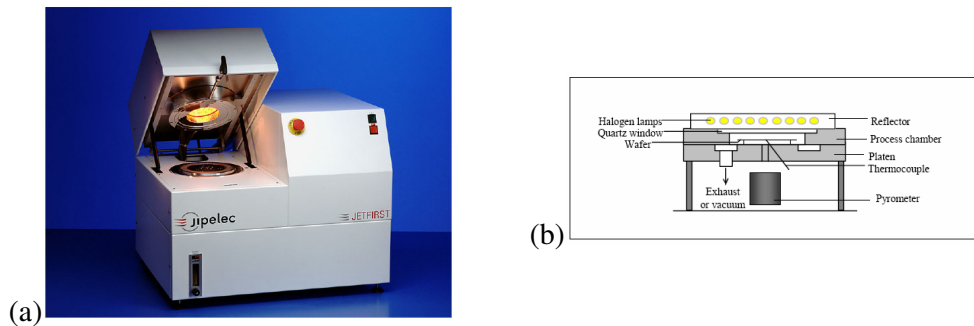 jipelec
JETFIRST
(a)
Halogen lamps
Quartz window
Wafer
Exhaust
or vacuum
Reflector
Process chamber
Platen
Thermocouple
Pyrometer
(b)